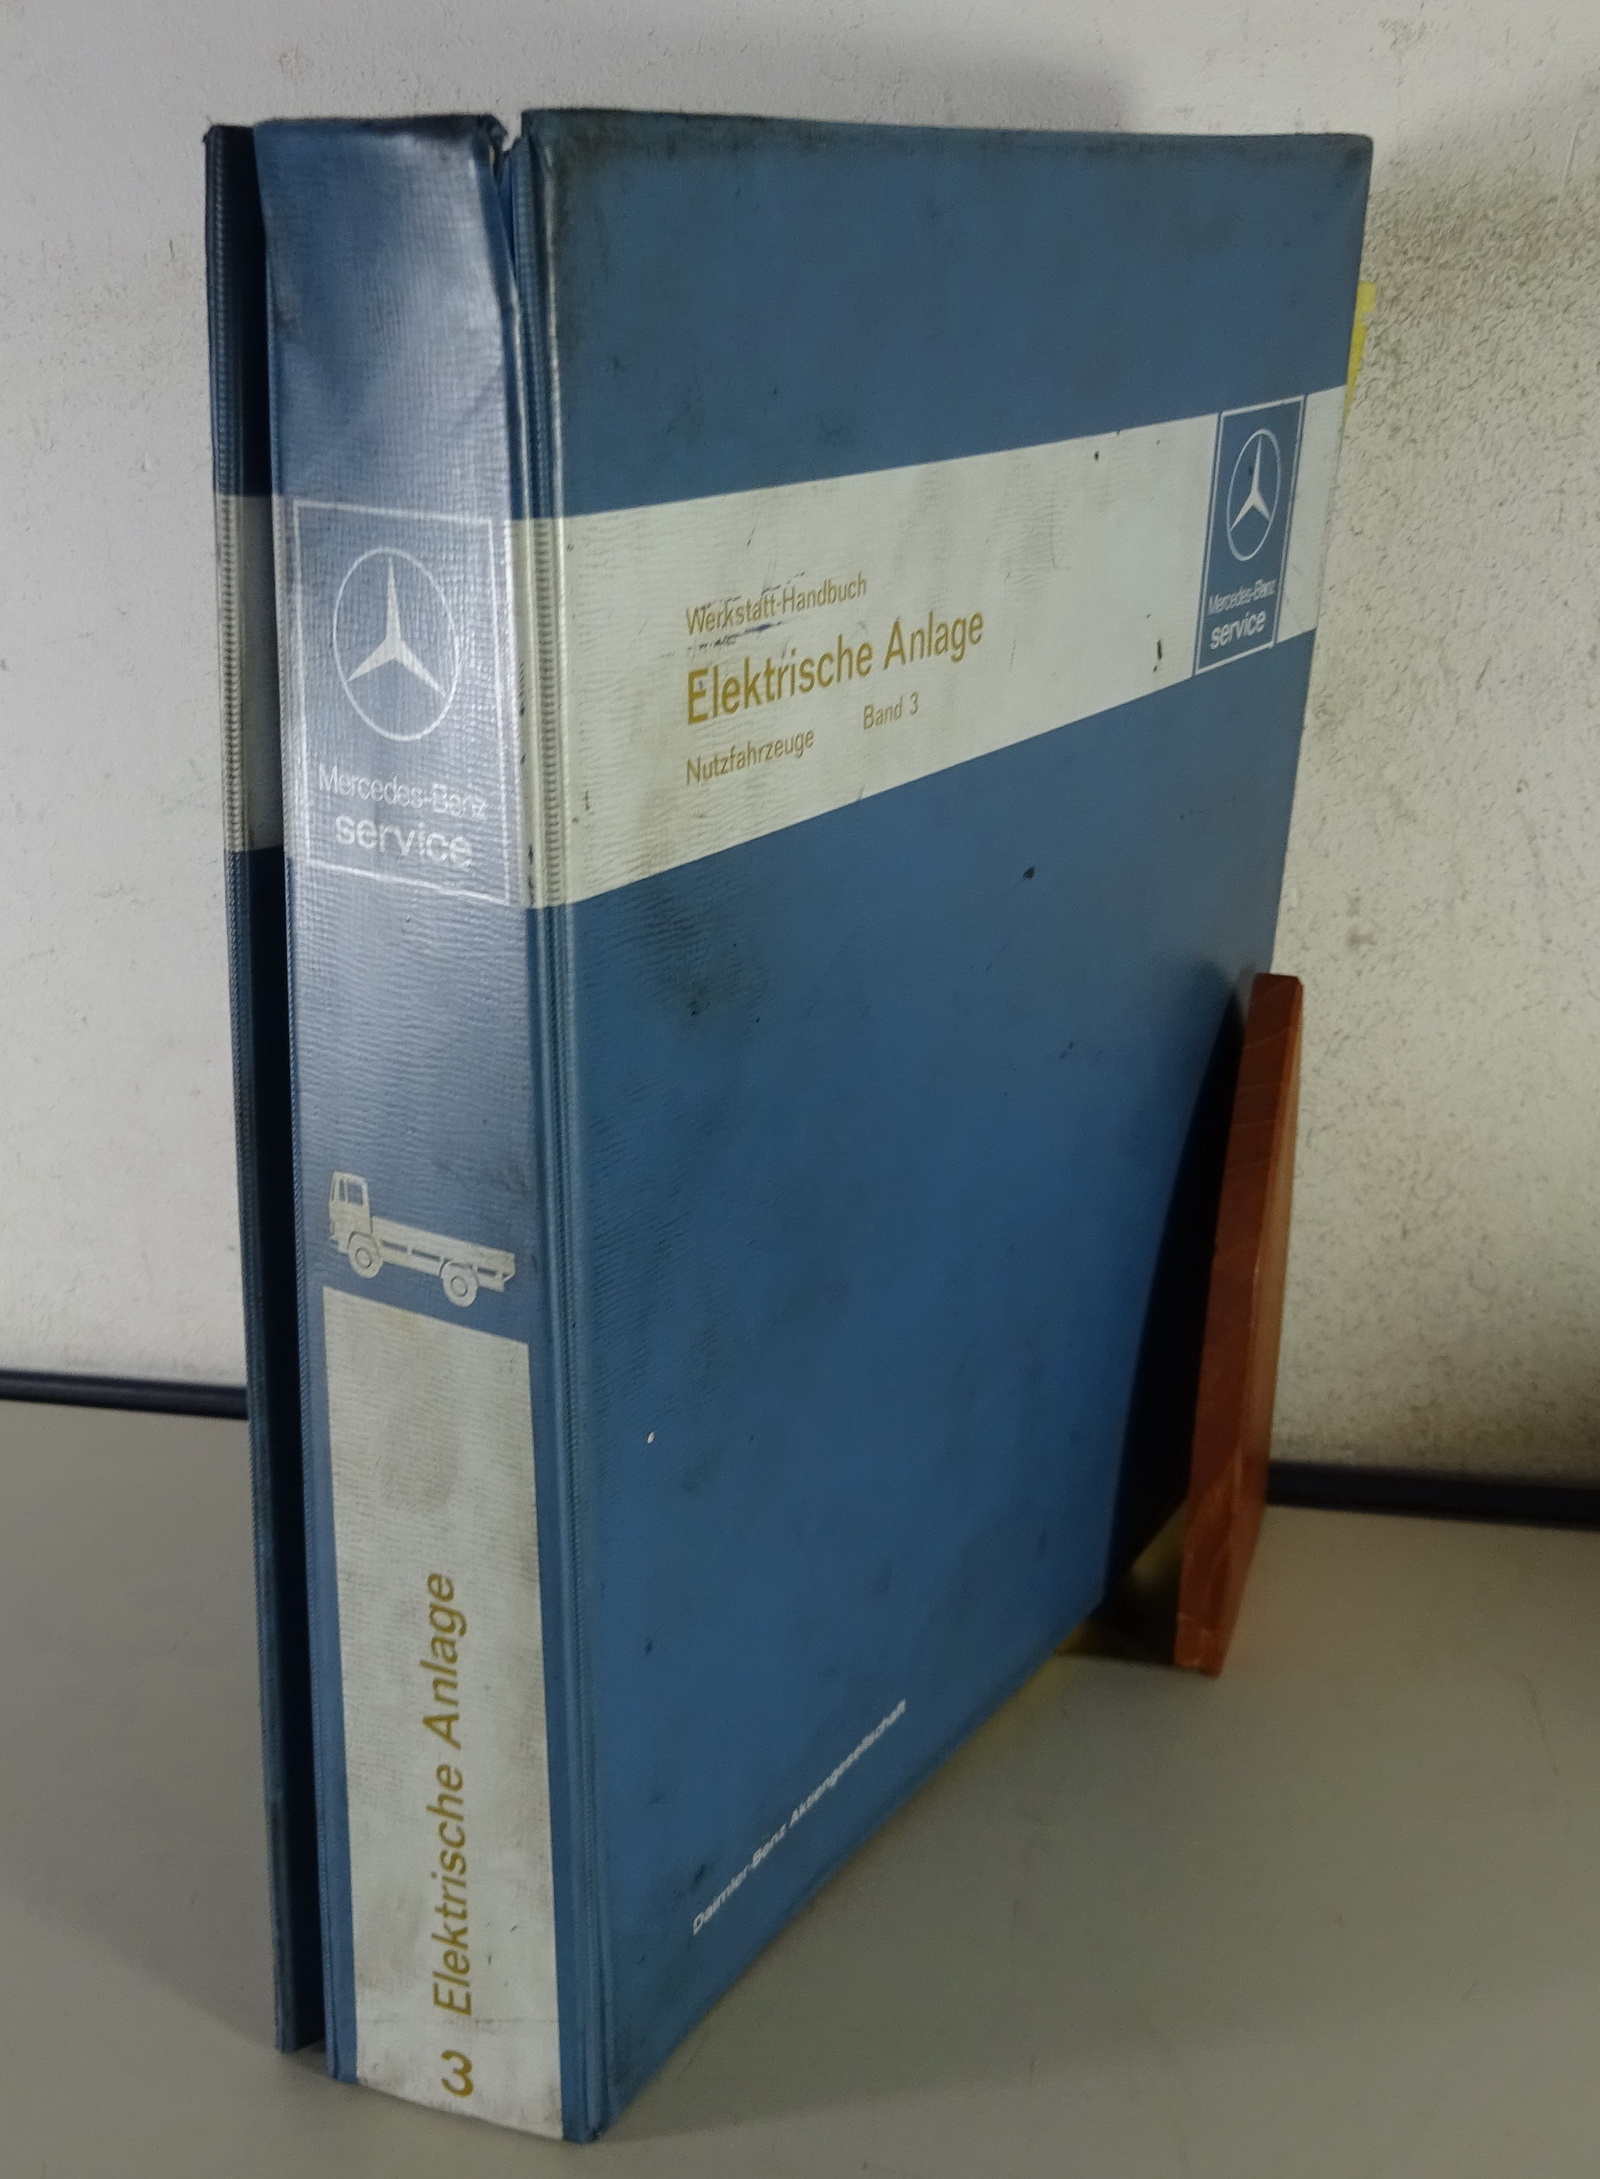 Mercedes-Benz
service
3 Elektrische Anlage
Werkstatt-Handbuch
Elektrische Anlage
Nutzfahrzeuge Band 3
Mercedes-Benz
service
Daimler-Benz Aktiengesellschaft